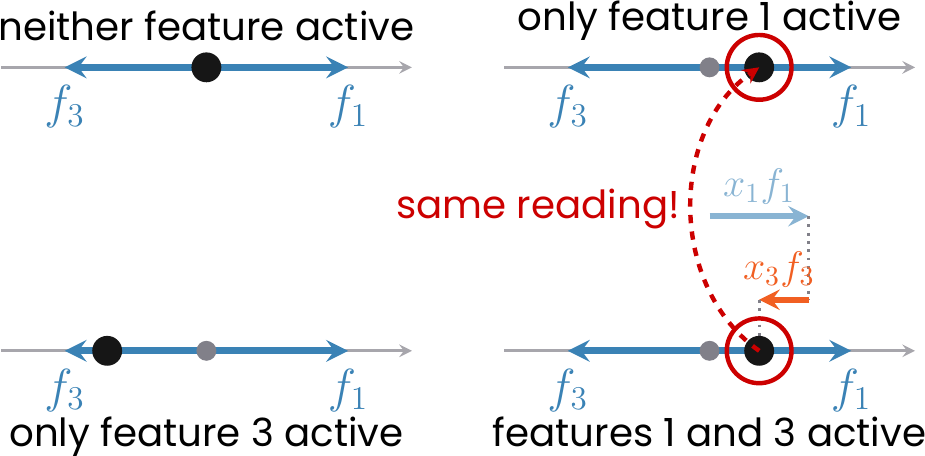 neither feature active
only feature 1 active
f3 f1
f3 f1
x1f1
same reading!
x3f3
f3 f1
f3 f1
only feature 3 active
features 1 and 3 active